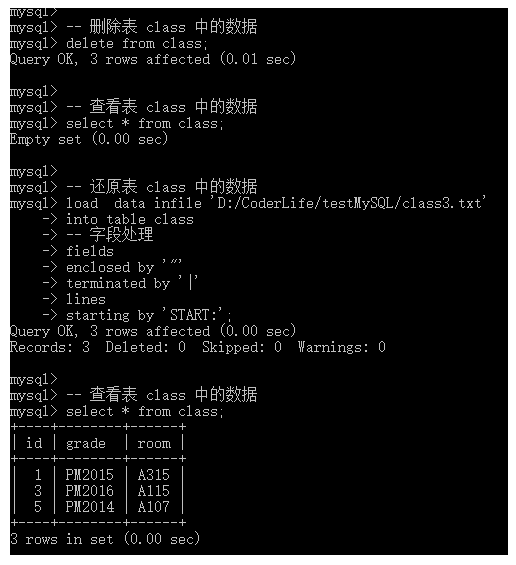 mysql>
mysql> -- 删除表 class 中的数据
mysql> delete from class;
Query OK, 3 rows affected (0.01 sec)
mysql>
mysql> -- 查看表 class 中的数据
mysql> select * from class;
Empty set (0.00 sec)
mysql>
mysql> -- 还原表 class 中的数据
mysql> load  data infile 'D:/CoderLife/testMySQL/class3.txt'
    -> into table class
    -> -- 字段处理
    -> fields
    -> enclosed by '"'
    -> terminated by '|'
    -> lines
    -> starting by 'START:';
Query OK, 3 rows affected (0.00 sec)
Records: 3  Deleted: 0  Skipped: 0  Warnings: 0
mysql>
mysql> -- 查看表 class 中的数据
mysql> select * from class;
+----+--------+------+
| id | grade  | room |
+----+--------+------+
|  1 | PM2015 | A315 |
|  3 | PM2016 | A115 |
|  5 | PM2014 | A107 |
+----+--------+------+
3 rows in set (0.00 sec)